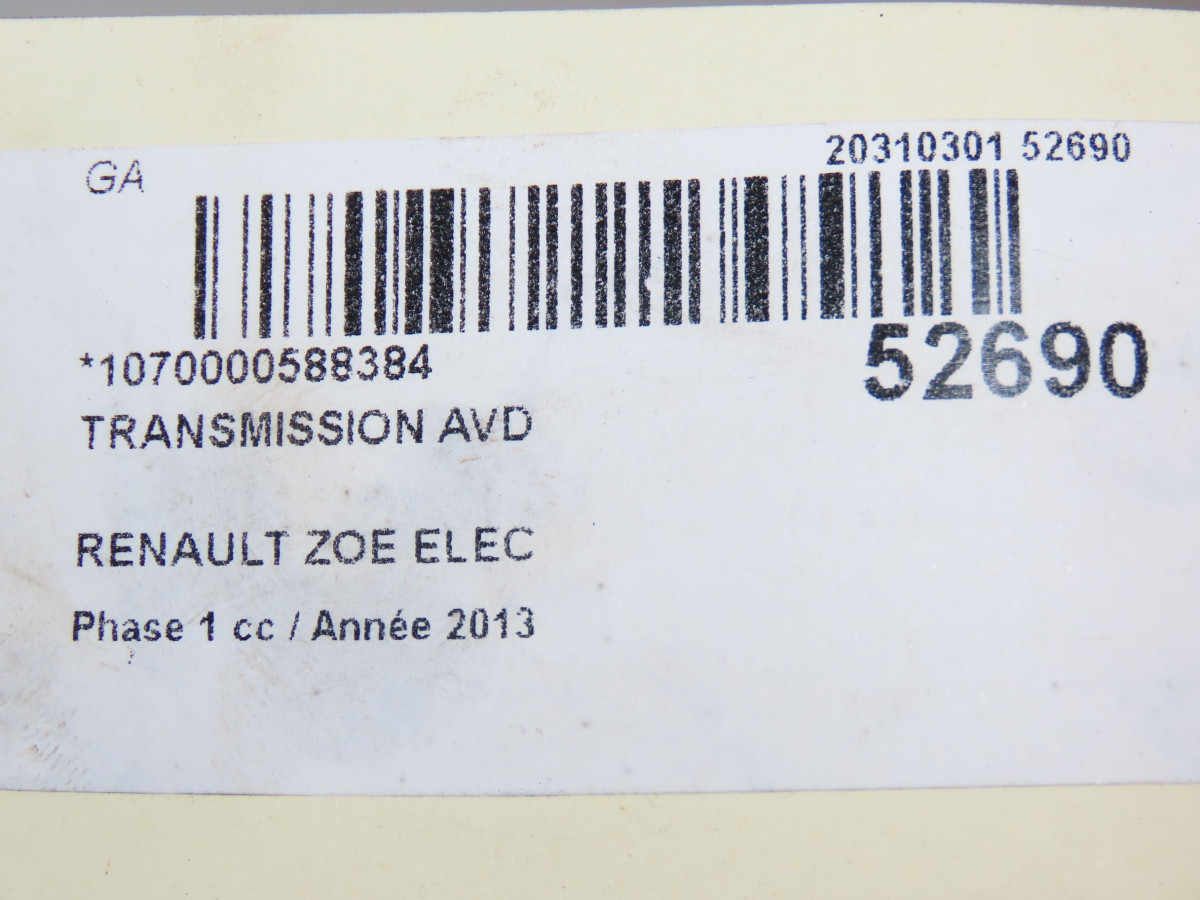 GA
20310301 52690
*1070000588384
52690
TRANSMISSION AVD
RENAULT ZOE ELEC
Phase 1 cc / Année 2013